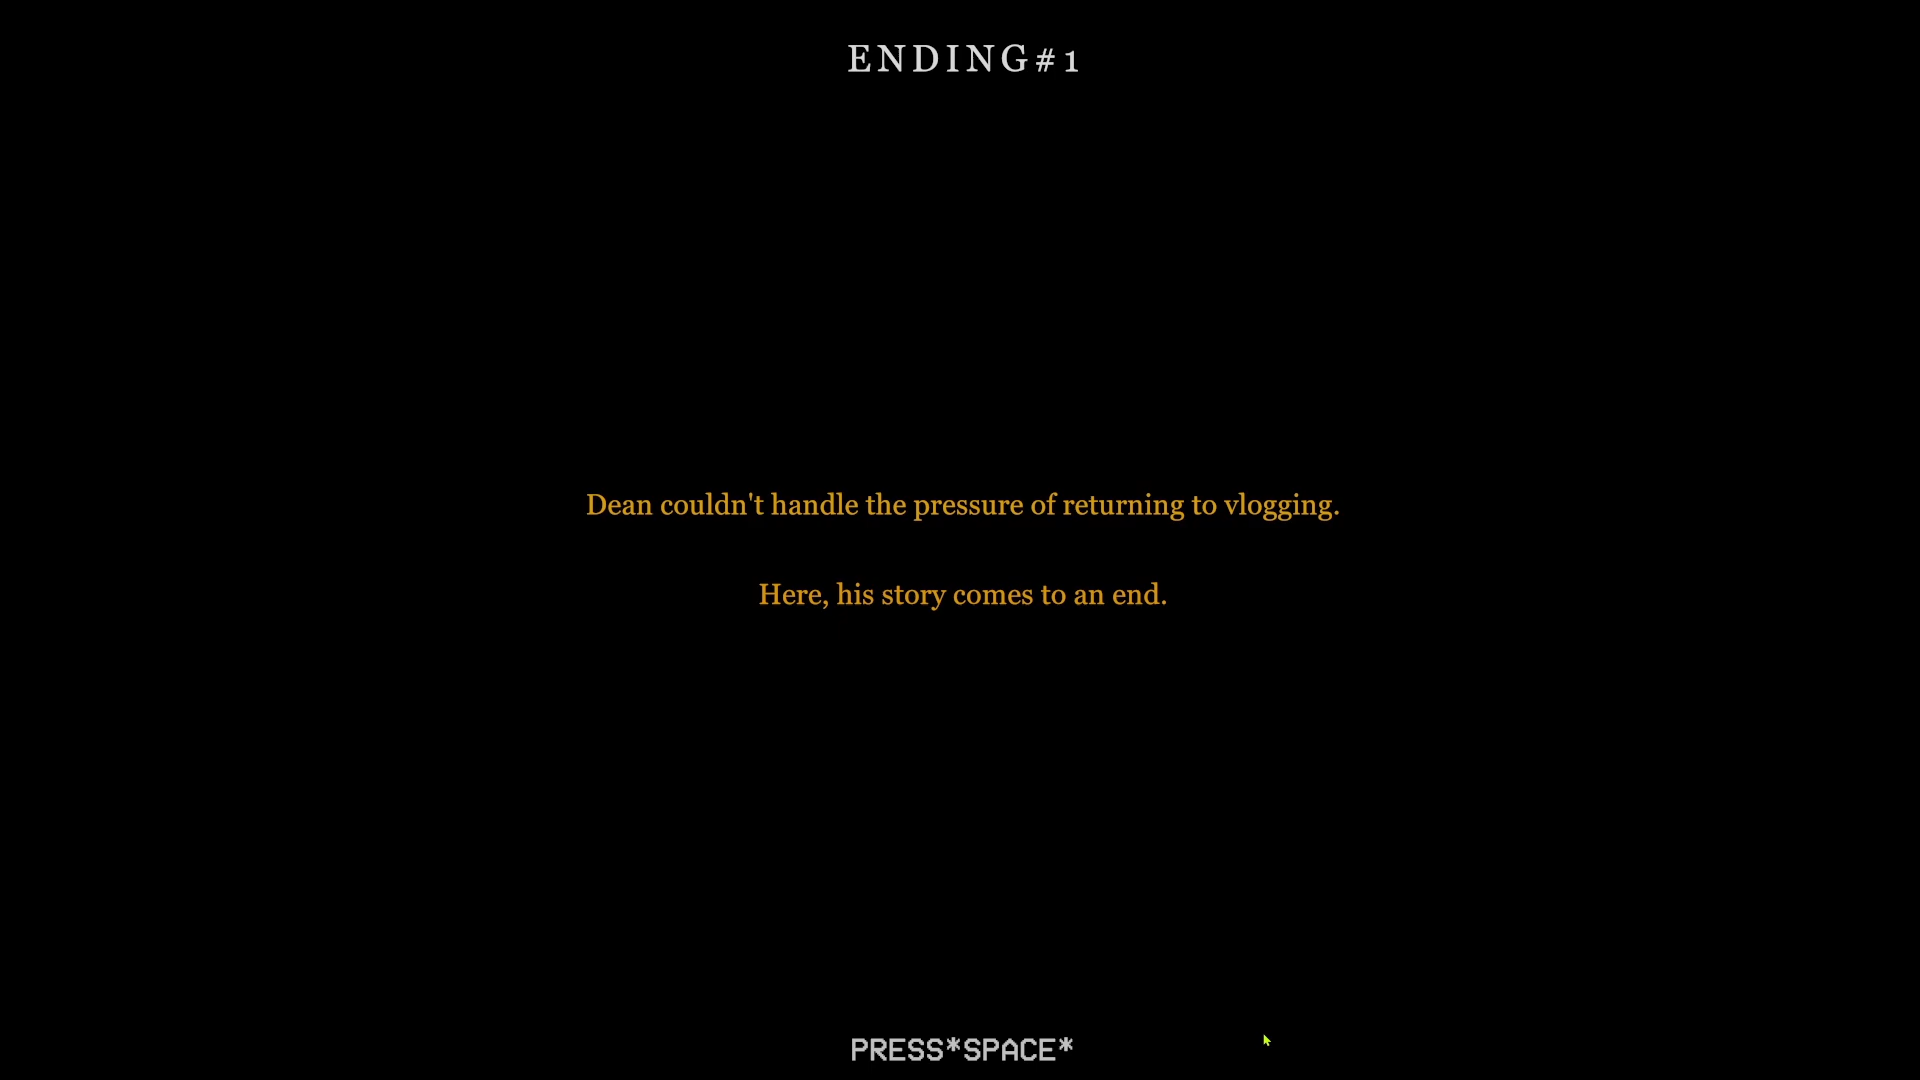 ENDING#1
Dean couldn't handle the pressure of returning to vlogging.
Here, his story comes to an end.
PRESS*SPACE*